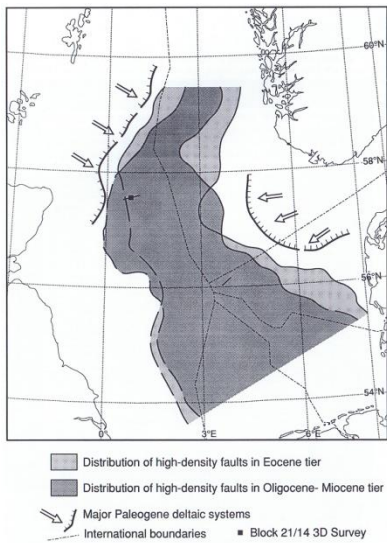 60°N
58°N
56°N
54°N
0
3°E
6°E
Distribution of high-density faults in Eocene tier
Distribution of high-density faults in Oligocene- Miocene tier
Major Paleogene deltaic systems
International boundaries
Block 21/14 3D Survey